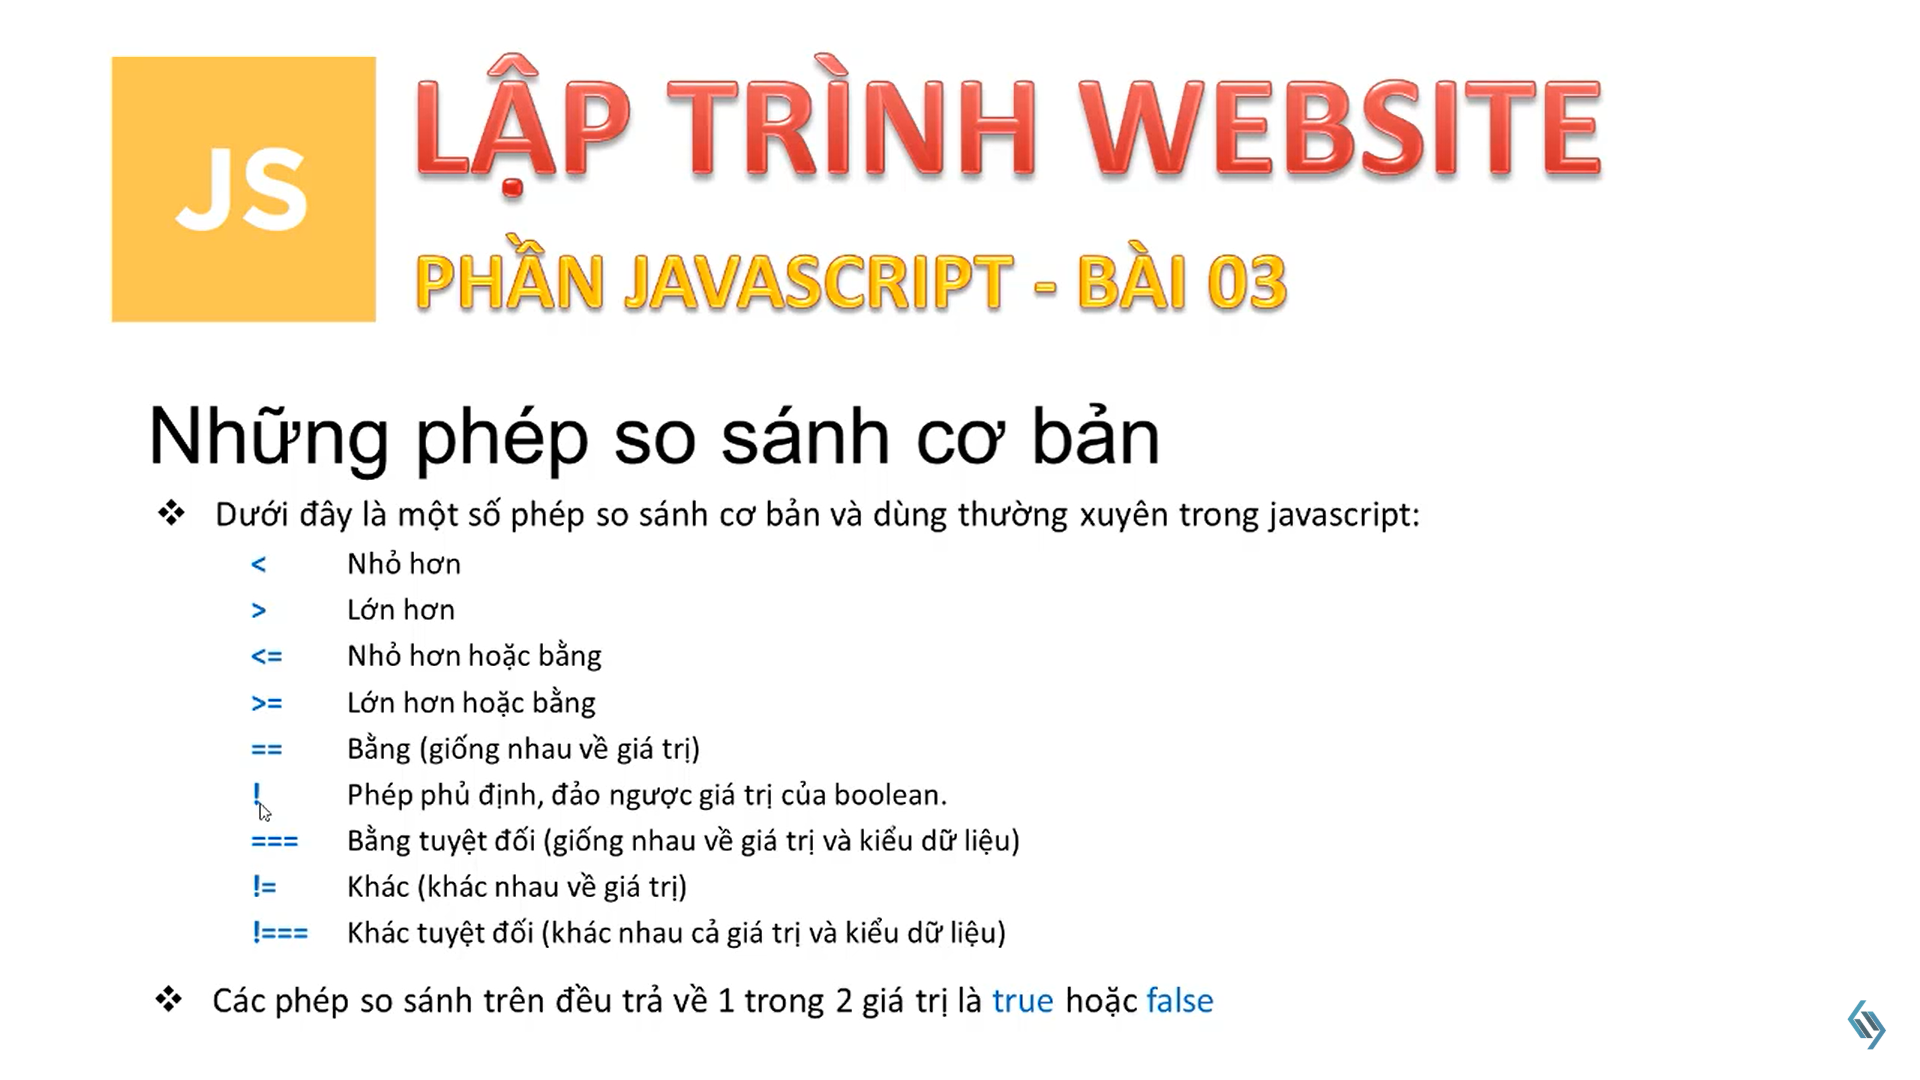 JS
LẬP TRÌNH WEBSITE
PHẦN JAVASCRIPT - BÀI 03
Những phép so sánh cơ bản
❖ Dưới đây là một số phép so sánh cơ bản và dùng thường xuyên trong javascript:
< Nhỏ hơn
> Lớn hơn
<= Nhỏ hơn hoặc bằng
>= Lớn hơn hoặc bằng
== Bằng (giống nhau về giá trị)
! Phép phủ định, đảo ngược giá trị của boolean.
=== Bằng tuyệt đối (giống nhau về giá trị và kiểu dữ liệu)
!= Khác (khác nhau về giá trị)
!=== Khác tuyệt đối (khác nhau cả giá trị và kiểu dữ liệu)
❖ Các phép so sánh trên đều trả về 1 trong 2 giá trị là true hoặc false